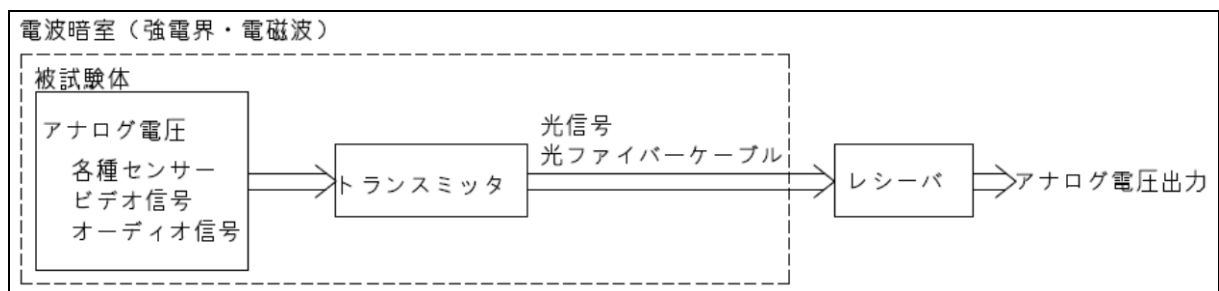 電波暗室（強電界・電磁波）
被試験体
アナログ電圧
各種センサー
ビデオ信号
オーディオ信号
トランスミッタ
光信号
光ファイバーケーブル
レシーバ
アナログ電圧出力